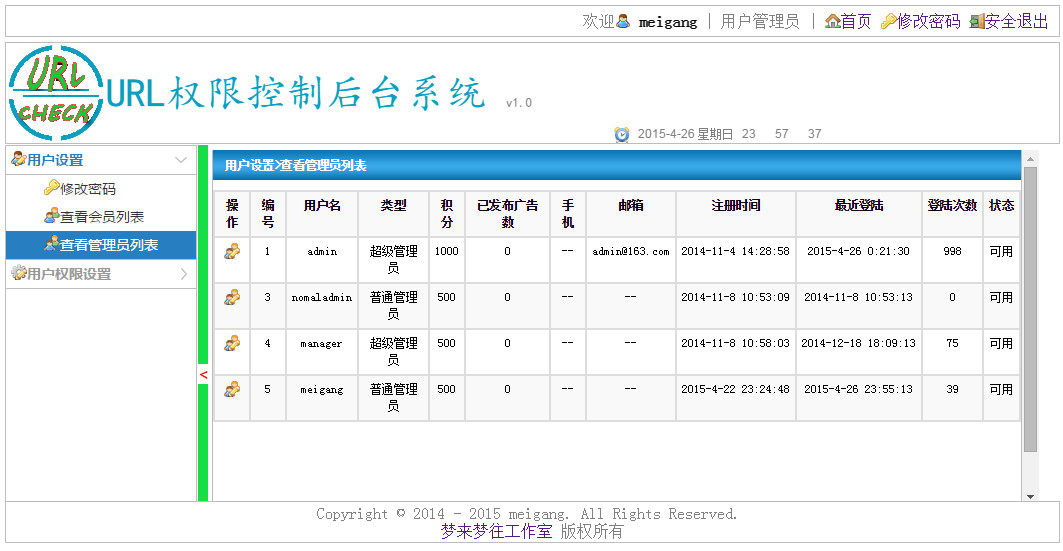 欢迎 meigang | 用户管理员 | 首页 修改密码 安全退出
URL CHECK
URL权限控制后台系统 v1.0
2015-4-26 星期日 23 57 37
用户设置
修改密码
查看会员列表
查看管理员列表
用户权限设置
<
用户设置>查看管理员列表
操作 编号 用户名 类型 积分 已发布广告数 手机 邮箱 注册时间 最近登陆 登陆次数 状态
1 admin 超级管理员 1000 0 -- admin@163.com 2014-11-4 14:28:58 2015-4-26 0:21:30 998 可用
3 nomaladmin 普通管理员 500 0 -- -- 2014-11-8 10:53:09 2014-11-8 10:53:13 0 可用
4 manager 超级管理员 500 0 -- -- 2014-11-8 10:58:03 2014-12-18 18:09:13 75 可用
5 meigang 普通管理员 500 0 -- -- 2015-4-22 23:24:48 2015-4-26 23:55:13 39 可用
Copyright © 2014 - 2015 meigang. All Rights Reserved.
梦来梦往工作室 版权所有